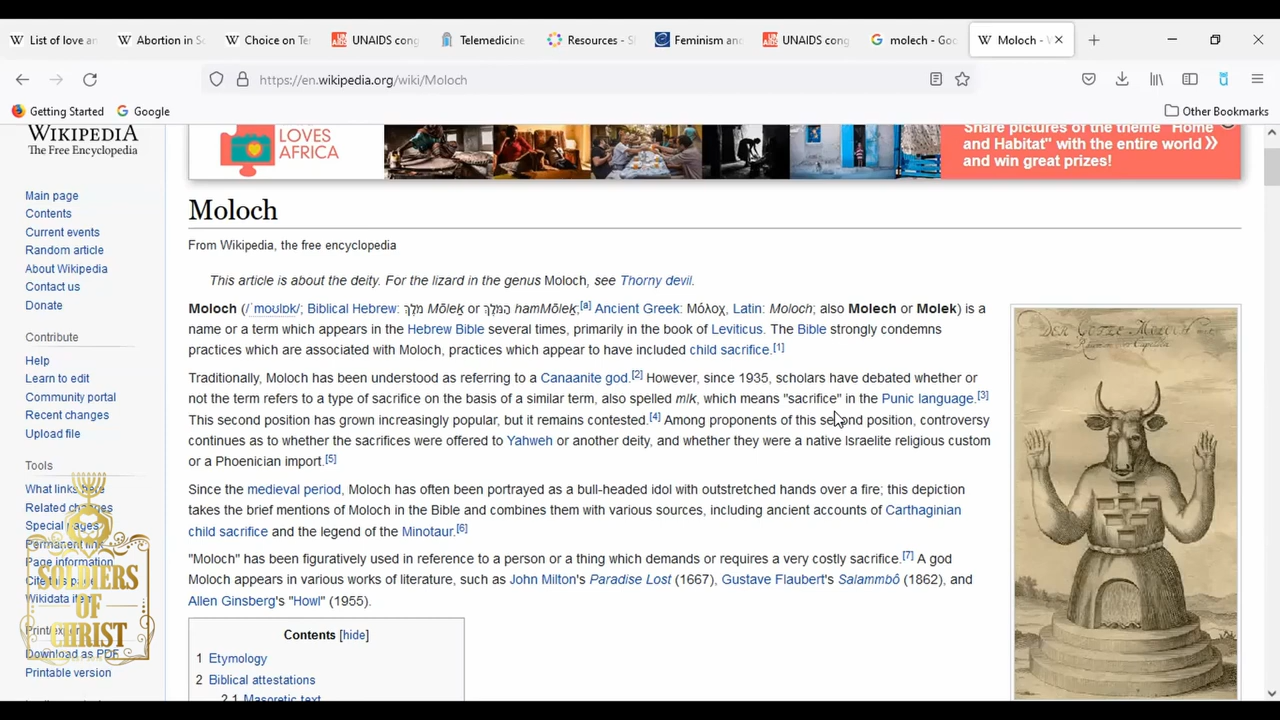 List of love an
Abortion in Sc
Choice on Ter
UNAIDS cong
Telemedicine
Resources - S
Feminism and
UNAIDS cong
molech - Goo
Moloch -
https://en.wikipedia.org/wiki/Moloch
Getting Started
Google
Other Bookmarks
WIKIPEDIA
The Free Encyclopedia
LOVES
AFRICA
Share pictures of the theme "Home
and Habitat" with the entire world
and win great prizes!
Main page
Contents
Current events
Random article
About Wikipedia
Contact us
Donate
Contribute
Help
Learn to edit
Community portal
Recent changes
Upload file
Tools
What links here
Related changes
Special pages
Permanent link
Page information
Wikidata item
Download as PDF
Printable version
SOLDIERS
OF
CHRIST
Moloch
From Wikipedia, the free encyclopedia
This article is about the deity. For the lizard in the genus Moloch, see Thorny devil.
Moloch (/ˈmoʊlɒk/; Biblical Hebrew: מֹלֶךְ Mōleḵ or הַמֹּלֶךְ hamMōleḵ;[a] Ancient Greek: Μόλοχ, Latin: Moloch; also Molech or Molek) is a
name or a term which appears in the Hebrew Bible several times, primarily in the book of Leviticus. The Bible strongly condemns
practices which are associated with Moloch, practices which appear to have included child sacrifice.[1]
Traditionally, Moloch has been understood as referring to a Canaanite god.[2] However, since 1935, scholars have debated whether or
not the term refers to a type of sacrifice on the basis of a similar term, also spelled mlk, which means "sacrifice" in the Punic language.[3]
This second position has grown increasingly popular, but it remains contested.[4] Among proponents of this second position, controversy
continues as to whether the sacrifices were offered to Yahweh or another deity, and whether they were a native Israelite religious custom
or a Phoenician import.[5]
Since the medieval period, Moloch has often been portrayed as a bull-headed idol with outstretched hands over a fire; this depiction
takes the brief mentions of Moloch in the Bible and combines them with various sources, including ancient accounts of Carthaginian
child sacrifice and the legend of the Minotaur.[6]
"Moloch" has been figuratively used in reference to a person or a thing which demands or requires a very costly sacrifice.[7] A god
Moloch appears in various works of literature, such as John Milton's Paradise Lost (1667), Gustave Flaubert's Salammbô (1862), and
Allen Ginsberg's "Howl" (1955).
Contents [hide]
1 Etymology
2 Biblical attestations
2.1 Masoretic text
DER GÖTZE MOLOCH